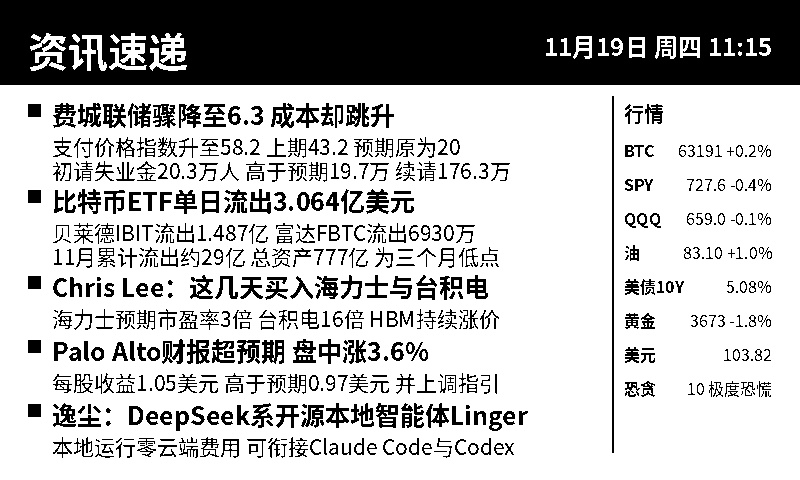 资讯速递
11月19日 周四 11:15
费城联储骤降至6.3 成本却跳升
支付价格指数升至58.2 上期43.2 预期原为20
初请失业金20.3万人 高于预期19.7万 续请176.3万
比特币ETF单日流出3.064亿美元
贝莱德IBIT流出1.487亿 富达FBTC流出6930万
11月累计流出约29亿 总资产777亿 为三个月低点
Chris Lee：这几天买入海力士与台积电
海力士预期市盈率3倍 台积电16倍 HBM持续涨价
Palo Alto财报超预期 盘中涨3.6%
每股收益1.05美元 高于预期0.97美元 并上调指引
逸尘：DeepSeek系开源本地智能体Linger
本地运行零云端费用 可衔接Claude Code与Codex
行情
BTC 63191 +0.2%
SPY 727.6 -0.4%
QQQ 659.0 -0.1%
油 83.10 +1.0%
美债10Y 5.08%
黄金 3673 -1.8%
美元 103.82
恐贪 10 极度恐慌